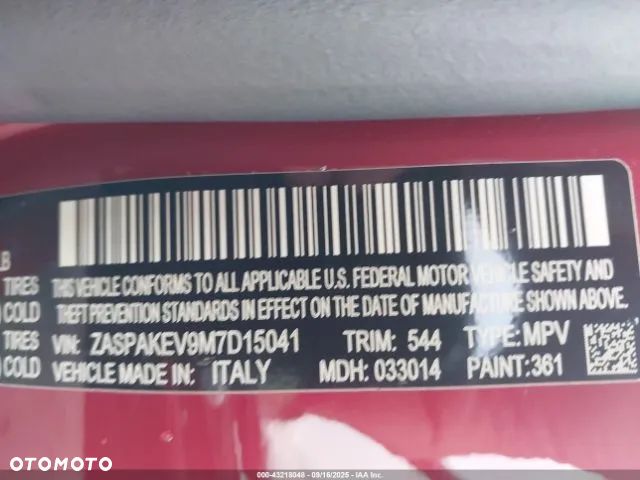 LB
TIRES THIS VEHICLE CONFORMS TO ALL APPLICABLE U.S. FEDERAL MOTOR VEHICLE SAFETY AND
COLD THEFT PREVENTION STANDARDS IN EFFECT ON THE DATE OF MANUFACTURE SHOWN ABOVE.
TIRES VIN: ZASPAKEV9M7D15041 TRIM: 544 TYPE: MPV
COLD VEHICLE MADE IN: ITALY MDH: 033014 PAINT: 361
OTOMOTO
000-43218048 - 09/16/2025 - IAA Inc.